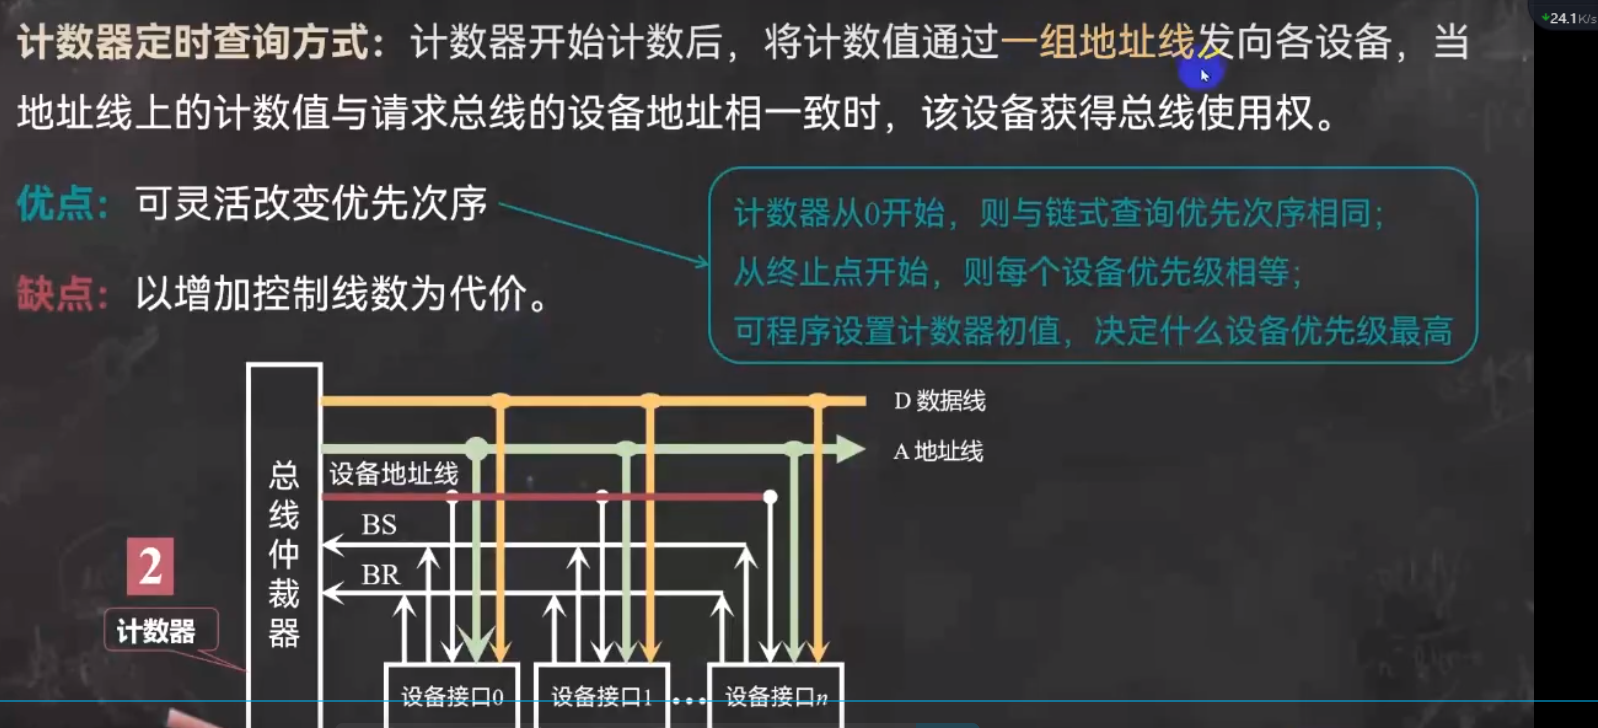 24.1K/s
计数器定时查询方式：计数器开始计数后，将计数值通过一组地址线发向各设备，当
地址线上的计数值与请求总线的设备地址相一致时，该设备获得总线使用权。
优点：可灵活改变优先次序
缺点：以增加控制线数为代价。
计数器从0开始，则与链式查询优先次序相同；
从终止点开始，则每个设备优先级相等；
可程序设置计数器初值，决定什么设备优先级最高
D 数据线
A 地址线
设备地址线
BS
BR
总线仲裁器
2
计数器
设备接口0
设备接口1
···
设备接口n